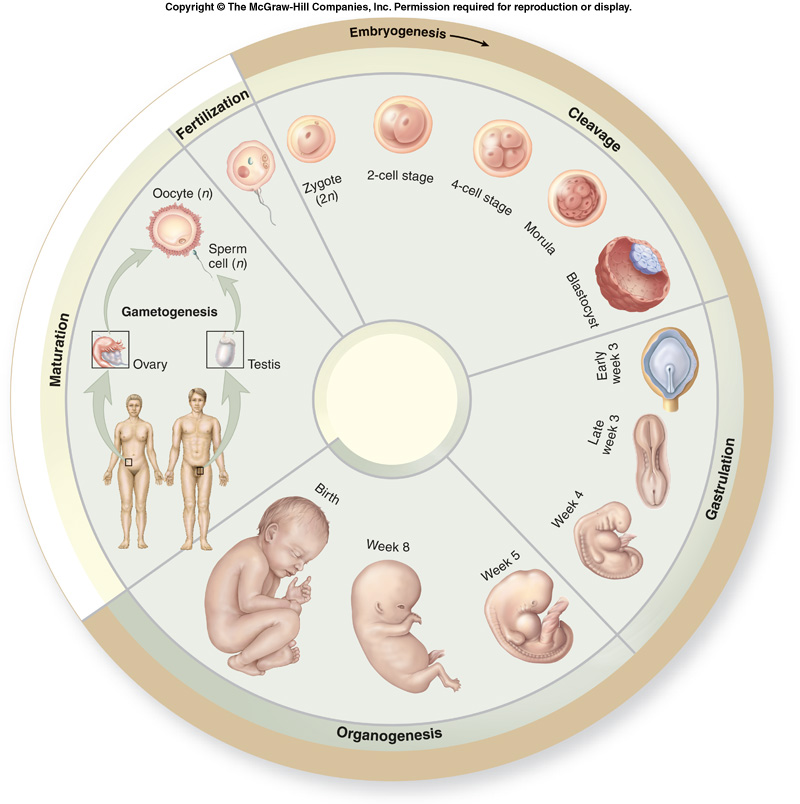 Copyright © The McGraw-Hill Companies, Inc. Permission required for reproduction or display.
Embryogenesis
Fertilization
Cleavage
Zygote
(2n)
2-cell stage
4-cell stage
Morula
Blastocyst
Early
week 3
Late
week 3
Week 4
Gastrulation
Week 5
Week 8
Birth
Organogenesis
Maturation
Oocyte (n)
Sperm
cell (n)
Gametogenesis
Ovary
Testis